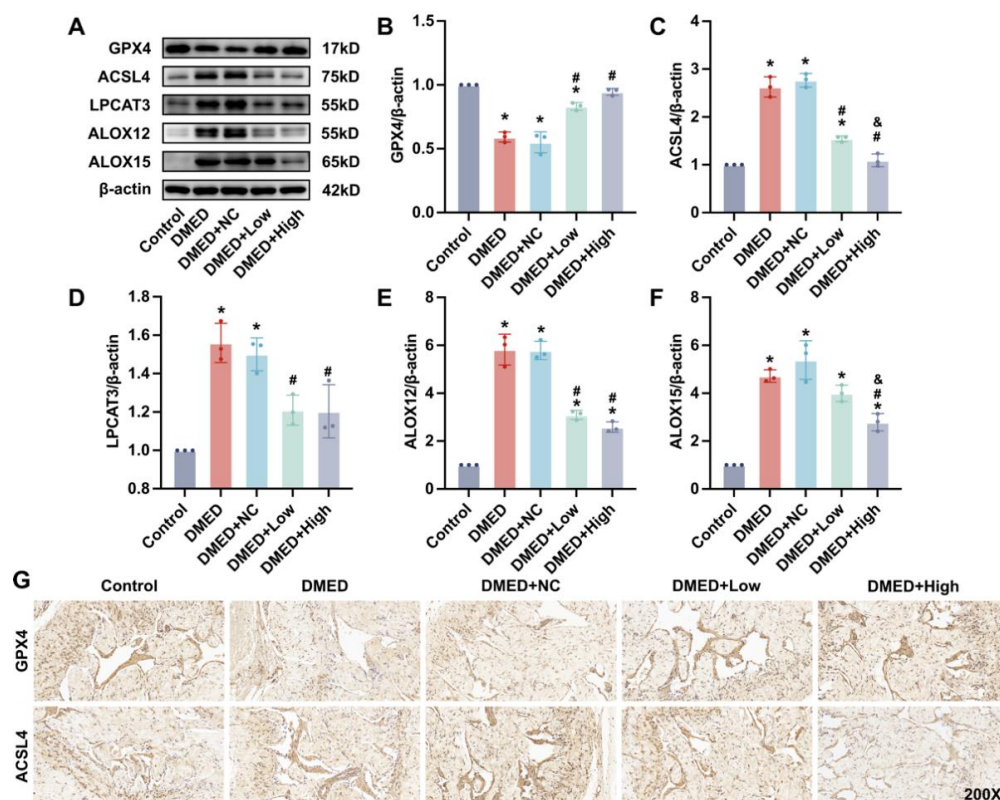 A
GPX4 17kD
ACSL4 75kD
LPCAT3 55kD
ALOX12 55kD
ALOX15 65kD
β-actin 42kD
Control
DMED
DMED+NC
DMED+Low
DMED+High
B
GPX4/β-actin
1.5
1.0
0.5
0.0
*
*
#
*
#
Control
DMED
DMED+NC
DMED+Low
DMED+High
C
ACSL4/β-actin
4
3
2
1
0
*
*
#
*
&
#
Control
DMED
DMED+NC
DMED+Low
DMED+High
D
LPCAT3/β-actin
1.8
1.6
1.4
1.2
1.0
0.8
*
*
#
#
Control
DMED
DMED+NC
DMED+Low
DMED+High
E
ALOX12/β-actin
8
6
4
2
0
*
*
#
*
#
*
Control
DMED
DMED+NC
DMED+Low
DMED+High
F
ALOX15/β-actin
8
6
4
2
0
*
*
*
&
#
*
Control
DMED
DMED+NC
DMED+Low
DMED+High
G
Control DMED DMED+NC DMED+Low DMED+High
GPX4
ACSL4
200X